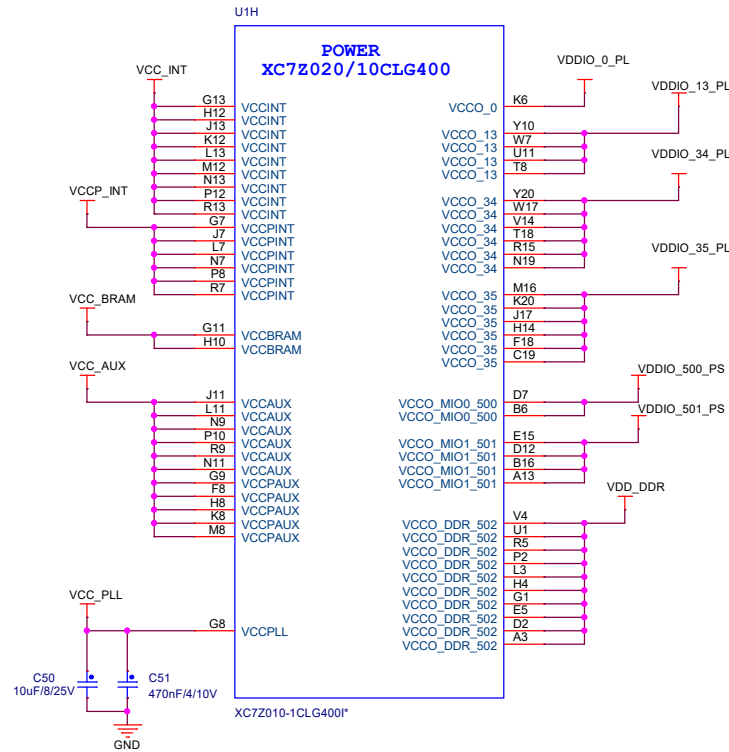 U1H
POWER
XC7Z020/10CLG400
VCC_INT
G13 VCCINT
H12 VCCINT
J13 VCCINT
K12 VCCINT
L13 VCCINT
M12 VCCINT
N13 VCCINT
P12 VCCINT
R13 VCCINT
VCCP_INT
G7 VCCPINT
J7 VCCPINT
L7 VCCPINT
N7 VCCPINT
P8 VCCPINT
R7 VCCPINT
VCC_BRAM
G11 VCCBRAM
H10 VCCBRAM
VCC_AUX
J11 VCCAUX
L11 VCCAUX
N9 VCCAUX
P10 VCCAUX
R9 VCCAUX
N11 VCCAUX
G9 VCCPAUX
F8 VCCPAUX
H8 VCCPAUX
K8 VCCPAUX
M8 VCCPAUX
VCC_PLL
G8 VCCPLL
C50
10uF/8/25V
C51
470nF/4/10V
GND
VDDIO_0_PL
VCCO_0 K6
VDDIO_13_PL
VCCO_13 Y10
VCCO_13 W7
VCCO_13 U11
VCCO_13 T8
VDDIO_34_PL
VCCO_34 Y20
VCCO_34 W17
VCCO_34 V14
VCCO_34 T18
VCCO_34 R15
VCCO_34 N19
VDDIO_35_PL
VCCO_35 M16
VCCO_35 K20
VCCO_35 J17
VCCO_35 H14
VCCO_35 F18
VCCO_35 C19
VDDIO_500_PS
VCCO_MIO0_500 D7
VCCO_MIO0_500 B6
VDDIO_501_PS
VCCO_MIO1_501 E15
VCCO_MIO1_501 D12
VCCO_MIO1_501 B16
VCCO_MIO1_501 A13
VDD_DDR
VCCO_DDR_502 V4
VCCO_DDR_502 U1
VCCO_DDR_502 R5
VCCO_DDR_502 P2
VCCO_DDR_502 L3
VCCO_DDR_502 H4
VCCO_DDR_502 G1
VCCO_DDR_502 E5
VCCO_DDR_502 D2
VCCO_DDR_502 A3
XC7Z010-1CLG400I*